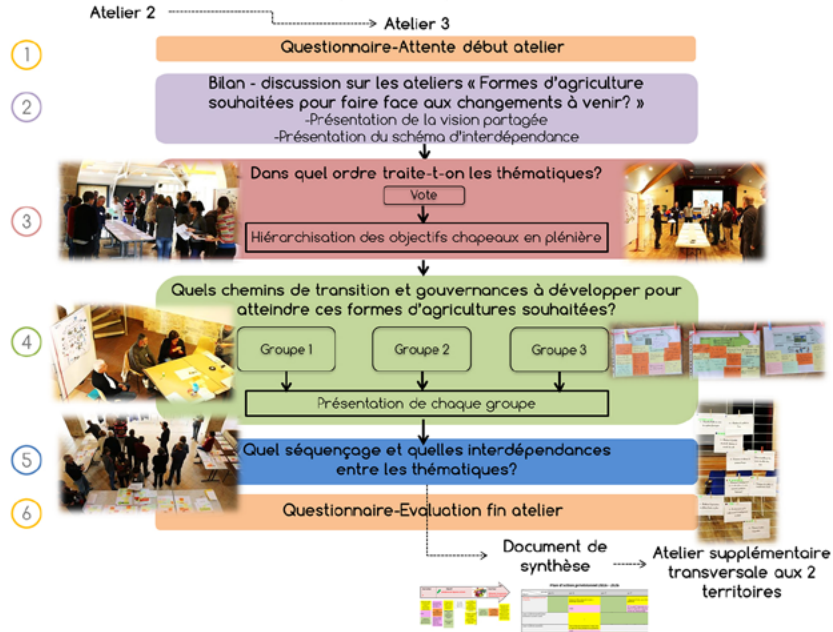 Atelier 2
Atelier 3
1
Questionnaire-Attente début atelier
2
Bilan - discussion sur les ateliers « Formes d'agriculture
souhaitées pour faire face aux changements à venir? »
-Présentation de la vision partagée
-Présentation du schéma d'interdépendance
3
Dans quel ordre traite-t-on les thématiques?
Vote
Hiérarchisation des objectifs chapeaux en plénière
4
Quels chemins de transition et gouvernances à développer pour
atteindre ces formes d'agricultures souhaitées?
Groupe 1
Groupe 2
Groupe 3
Présentation de chaque groupe
5
Quel séquençage et quelles interdépendances
entre les thématiques?
6
Questionnaire-Evaluation fin atelier
Document de
synthèse
Atelier supplémentaire
transversale aux 2
territoires